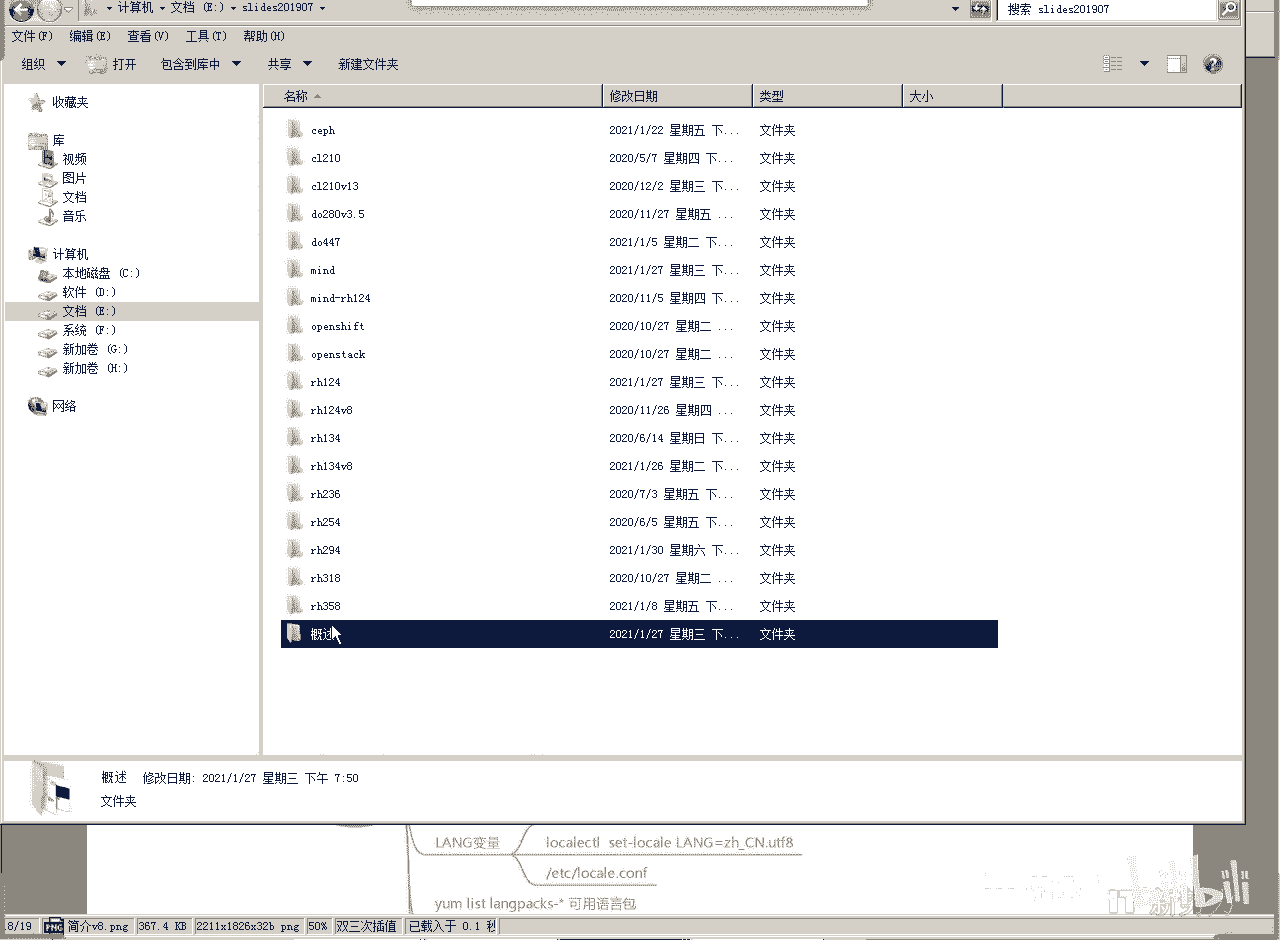 计算机 文档 (E:) slides201907 搜索 slides201907
文件(F) 编辑(E) 查看(V) 工具(T) 帮助(H)
组织 打开 包含到库中 共享 新建文件夹
收藏夹
库
视频
图片
文档
音乐
计算机
本地磁盘 (C:)
软件 (D:)
文档 (E:)
系统 (F:)
新加卷 (G:)
新加卷 (H:)
网络
名称 修改日期 类型 大小
ceph 2021/1/22 星期五 下... 文件夹
cl210 2020/5/7 星期四 下... 文件夹
cl210v13 2020/12/2 星期三 下... 文件夹
do280v3.5 2020/11/27 星期五 ... 文件夹
do447 2021/1/5 星期二 下... 文件夹
mind 2021/1/27 星期三 下... 文件夹
mind-rh124 2020/11/5 星期四 下... 文件夹
openshift 2020/10/27 星期二 ... 文件夹
openstack 2020/10/27 星期二 ... 文件夹
rh124 2021/1/27 星期三 下... 文件夹
rh124v8 2020/11/26 星期四 ... 文件夹
rh134 2020/6/14 星期日 下... 文件夹
rh134v8 2021/1/26 星期二 下... 文件夹
rh236 2020/7/3 星期五 下... 文件夹
rh254 2020/6/5 星期五 下... 文件夹
rh294 2021/1/30 星期六 下... 文件夹
rh318 2020/10/27 星期二 ... 文件夹
rh358 2021/1/8 星期五 下... 文件夹
概述 2021/1/27 星期三 下... 文件夹
概述 修改日期: 2021/1/27 星期三 下午 7:50
文件夹
LANG变量 localectl set-locale LANG=zh_CN.utf8
/etc/locale.conf
yum list langpacks-* 可用语言包
8/19 PNG 简介v8.png 367.4 KB 2211x1826x32b png 50% 双三次插值 已载入于 0.1 秒